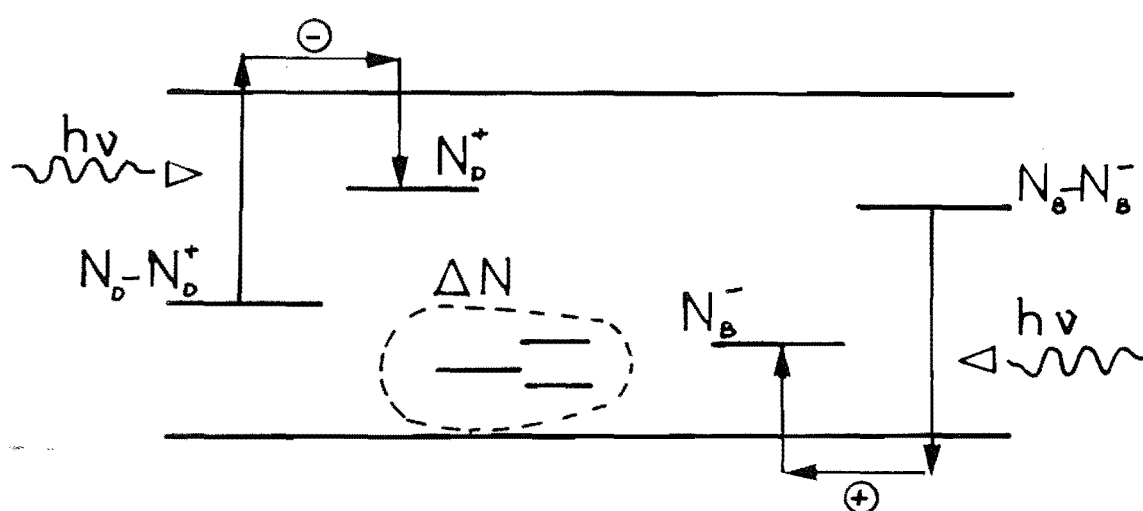 ⊖
hν
N_D^+
N_B-N_B^-
N_D-N_D^+
ΔN
N_B^-
hν
⊕